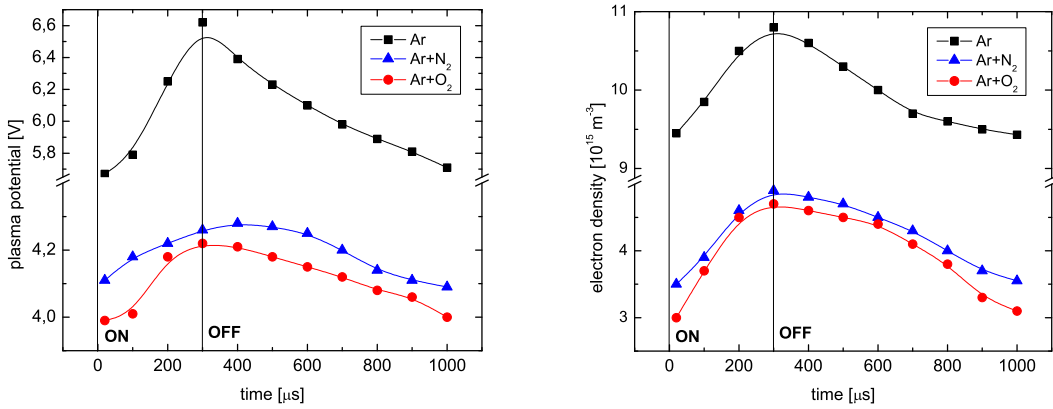 6,6
6,4
6,2
6,0
5,8
4,2
4,0
plasma potential [V]
Ar
Ar+N₂
Ar+O₂
ON
OFF
0 200 400 600 800 1000
time [μs]
11
10
9
4
3
electron density [10¹⁵ m⁻³]
Ar
Ar+N₂
Ar+O₂
ON
OFF
0 200 400 600 800 1000
time [μs]